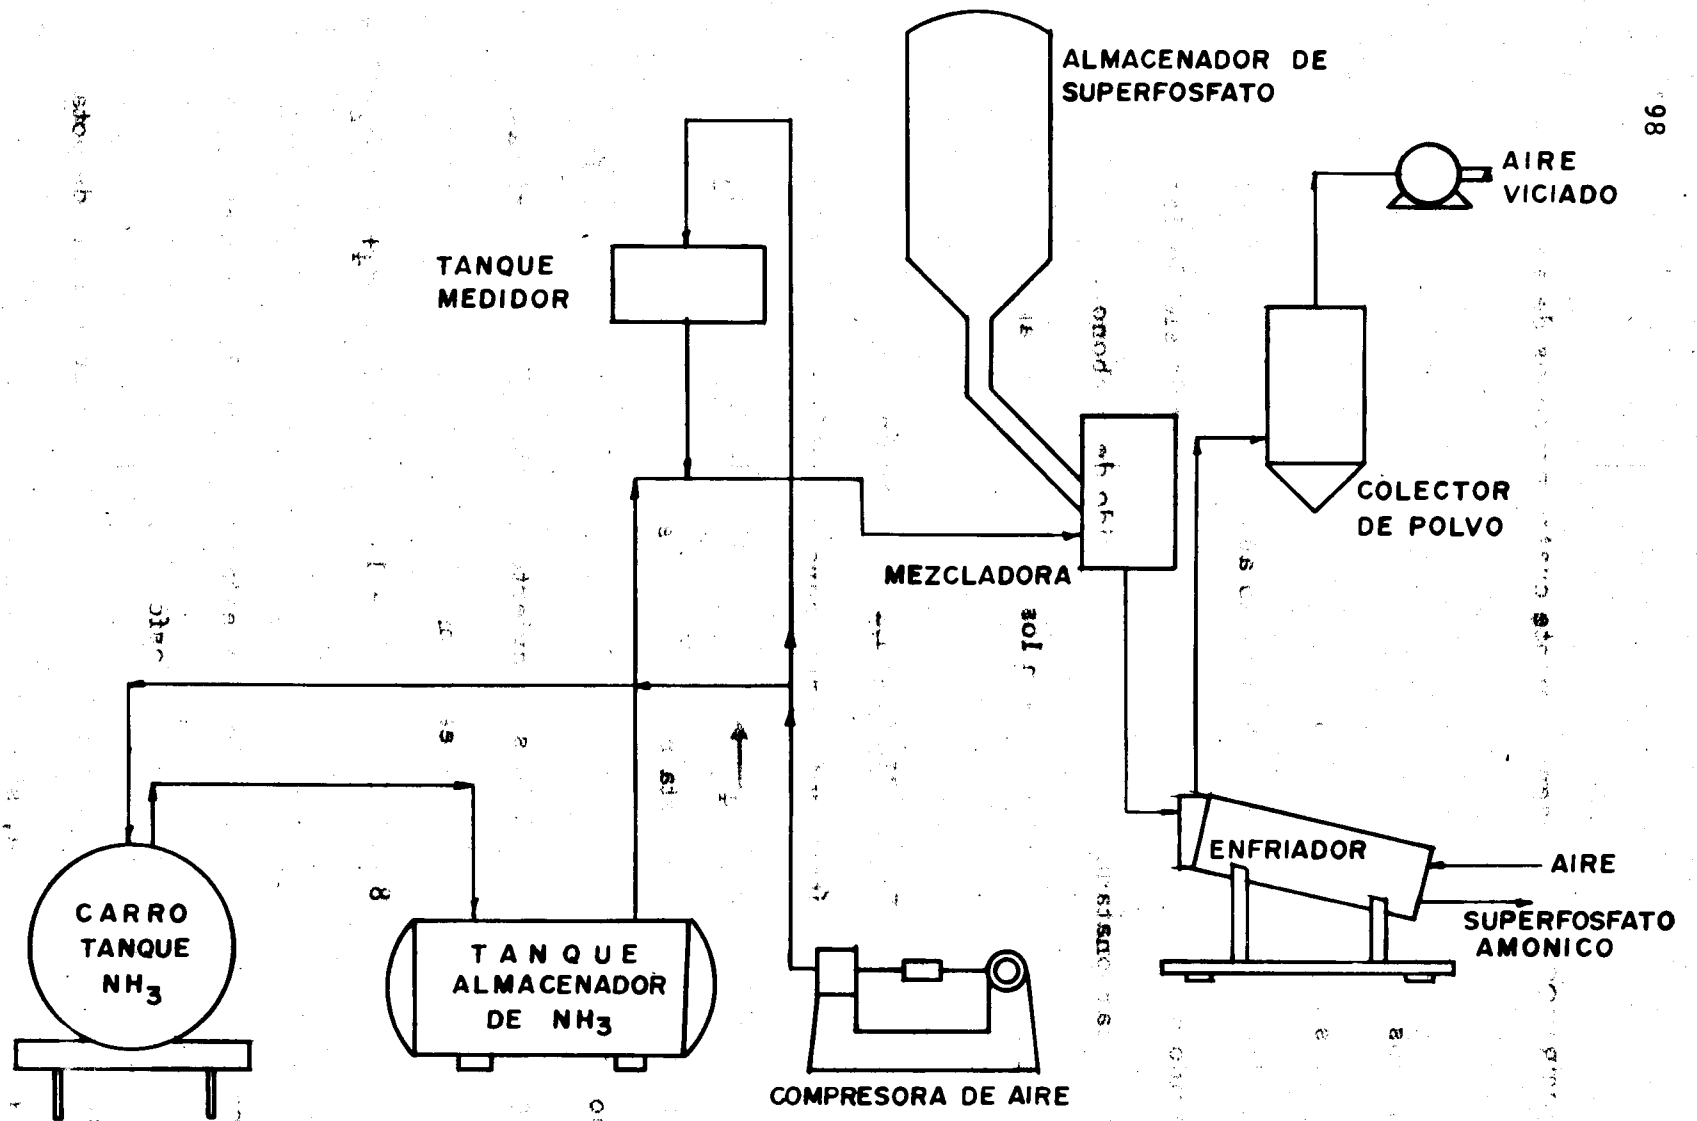 98
ALMACENADOR DE
SUPERFOSFATO
AIRE
VICIADO
TANQUE
MEDIDOR
COLECTOR
DE POLVO
MEZCLADORA
ENFRIADOR
AIRE
SUPERFOSFATO
AMONICO
CARRO
TANQUE
NH3
TANQUE
ALMACENADOR
DE NH3
COMPRESORA DE AIRE